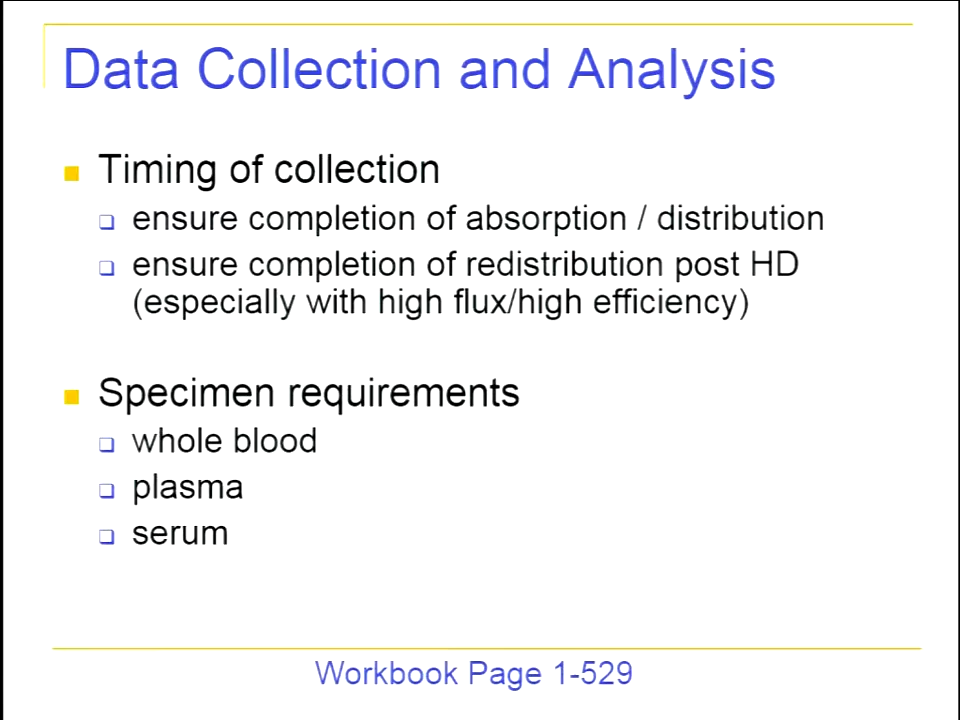 Data Collection and Analysis
Timing of collection
ensure completion of absorption / distribution
ensure completion of redistribution post HD
(especially with high flux/high efficiency)
Specimen requirements
whole blood
plasma
serum
Workbook Page 1-529